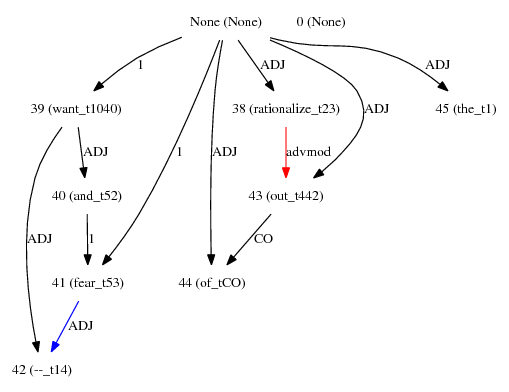 None (None) 0 (None)
1 ADJ ADJ
39 (want_t1040) 38 (rationalize_t23) ADJ 45 (the_t1)
ADJ 1 ADJ advmod
40 (and_t52) 43 (out_t442)
ADJ 1 CO
41 (fear_t53) 44 (of_tCO)
ADJ
42 (--_t14)